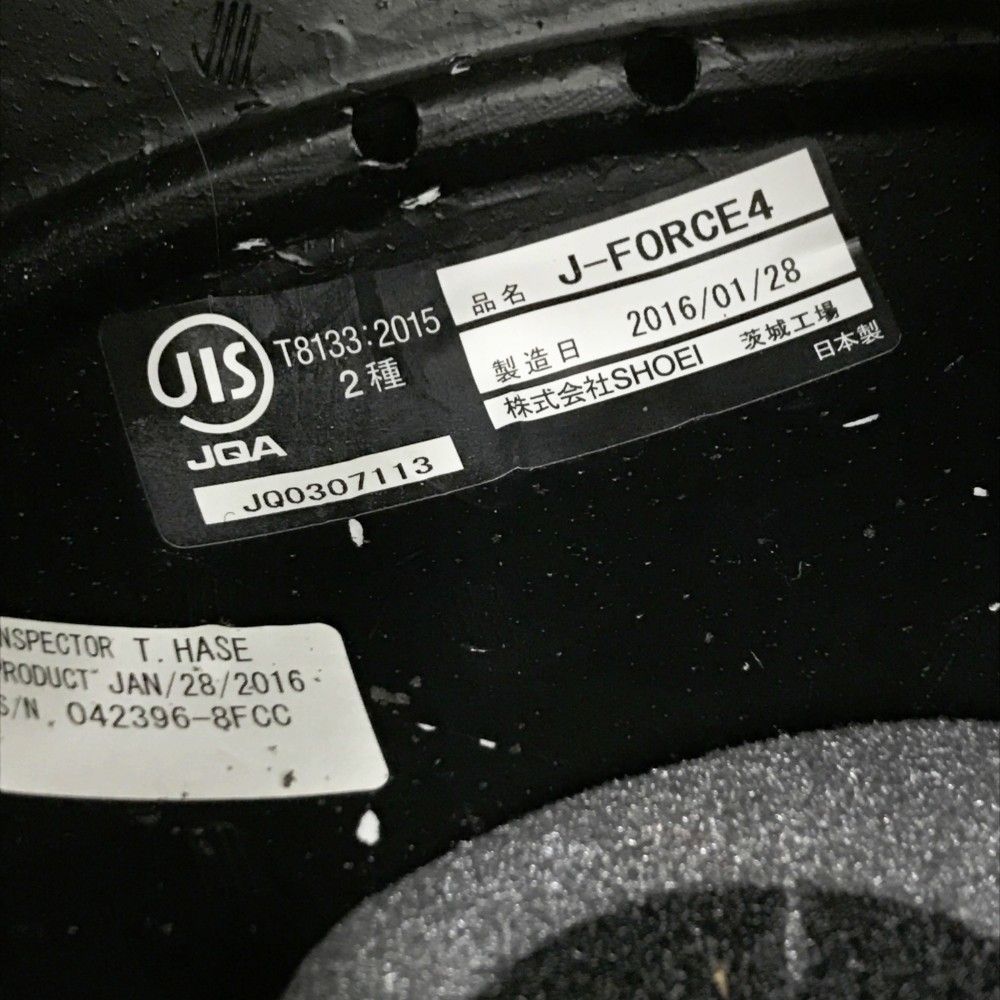 JIS
JQA
T8133:2015
2種
JQ0307113
品名 J-FORCE4
製造日 2016/01/28
株式会社SHOEI 茨城工場
日本製
NSPECTOR T. HASE
PRODUCT JAN/28/2016
S/N. 042396-8FCC